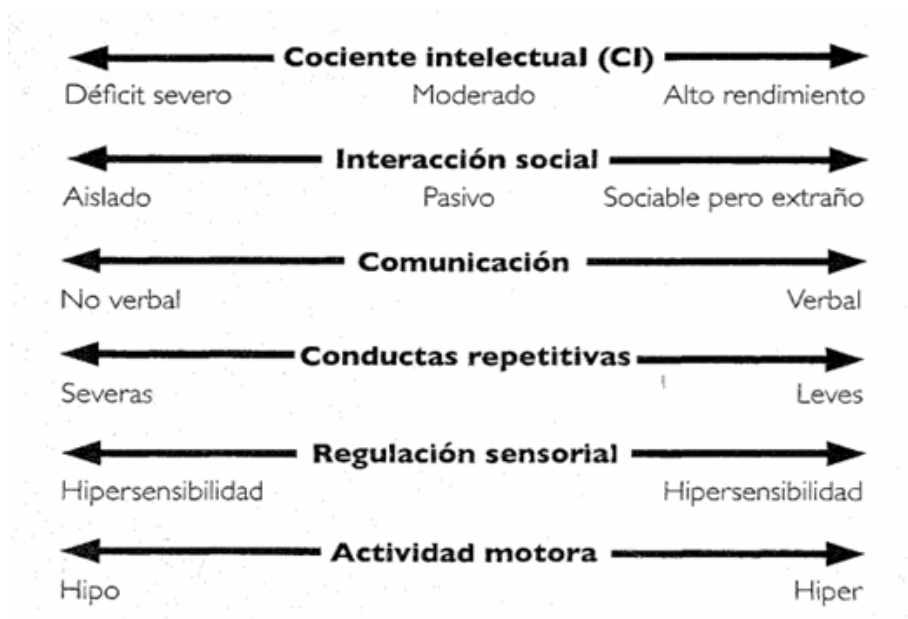 Cociente intelectual (CI)
Déficit severo Moderado Alto rendimiento
Interacción social
Aislado Pasivo Sociable pero extraño
Comunicación
No verbal Verbal
Conductas repetitivas
Severas Leves
Regulación sensorial
Hipersensibilidad Hipersensibilidad
Actividad motora
Hipo Hiper